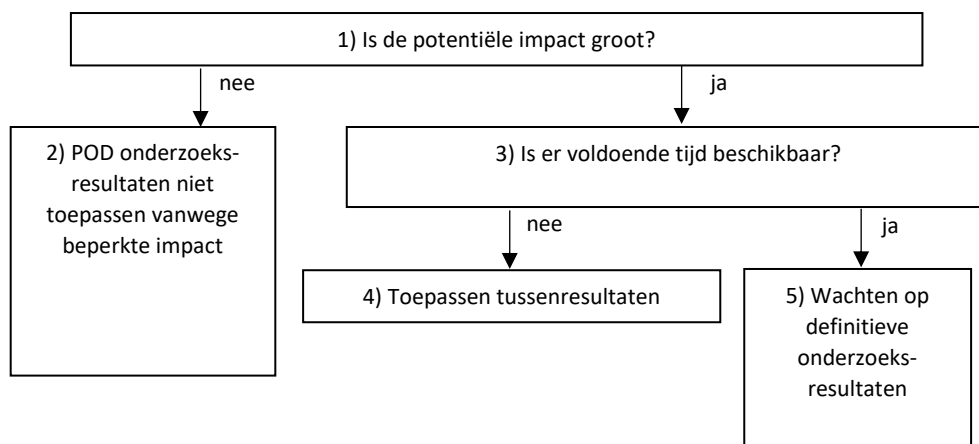 1) Is de potentiële impact groot?
nee
ja
2) POD onderzoeks-
resultaten niet
toepassen vanwege
beperkte impact
3) Is er voldoende tijd beschikbaar?
nee
ja
4) Toepassen tussenresultaten
5) Wachten op
definitieve
onderzoeks-
resultaten